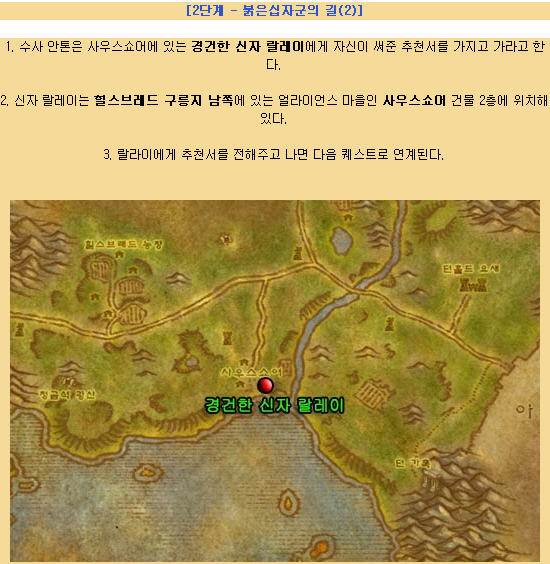 [2단계 - 붉은십자군의 길(2)]
1. 수사 안톤은 사우스쇼어에 있는 경건한 신자 랄레이에게 자신이 써준 추천서를 가지고 가라고 한
다.
2. 신자 랄레이는 힐스브래드 구릉지 남쪽에 있는 얼라이언스 마을인 사우스쇼어 건물 2층에 위치해
있다.
3. 랄라이에게 추천서를 전해주고 나면 다음 퀘스트로 연계된다.
힐스브래드 농장
던홀드 요새
사우스쇼어
경건한 신자 랄레이
청금석 광산
아
던 가록